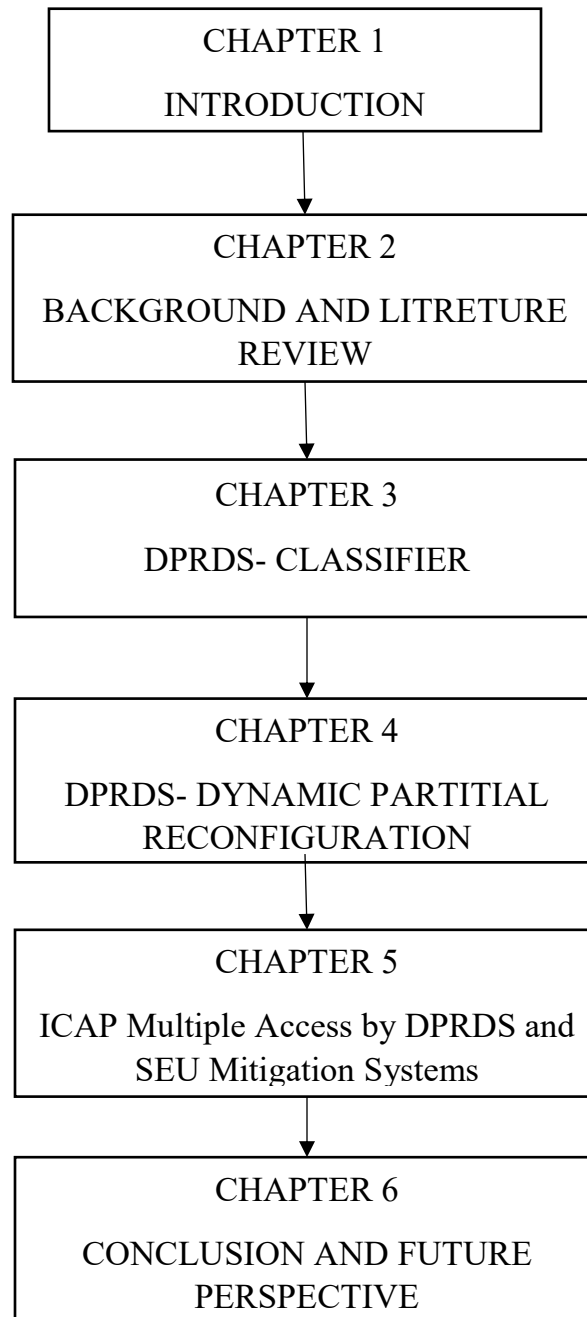 CHAPTER 1
INTRODUCTION
CHAPTER 2
BACKGROUND AND LITRETURE
REVIEW
CHAPTER 3
DPRDS- CLASSIFIER
CHAPTER 4
DPRDS- DYNAMIC PARTITIAL
RECONFIGURATION
CHAPTER 5
ICAP Multiple Access by DPRDS and
SEU Mitigation Systems
CHAPTER 6
CONCLUSION AND FUTURE
PERSPECTIVE